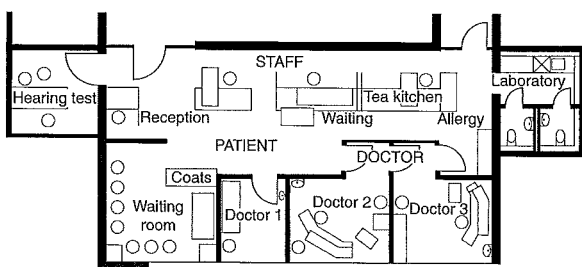 STAFF
Hearing test
Tea kitchen
Laboratory
Reception
Waiting
Allergy
PATIENT
DOCTOR
Coats
Waiting
room
Doctor 1
Doctor 2
Doctor 3